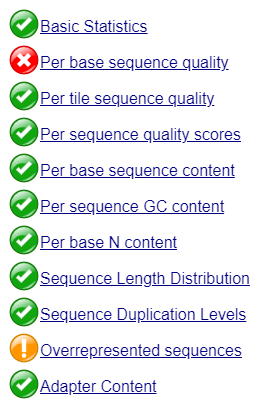 Basic Statistics
Per base sequence quality
Per tile sequence quality
Per sequence quality scores
Per base sequence content
Per sequence GC content
Per base N content
Sequence Length Distribution
Sequence Duplication Levels
Overrepresented sequences
Adapter Content